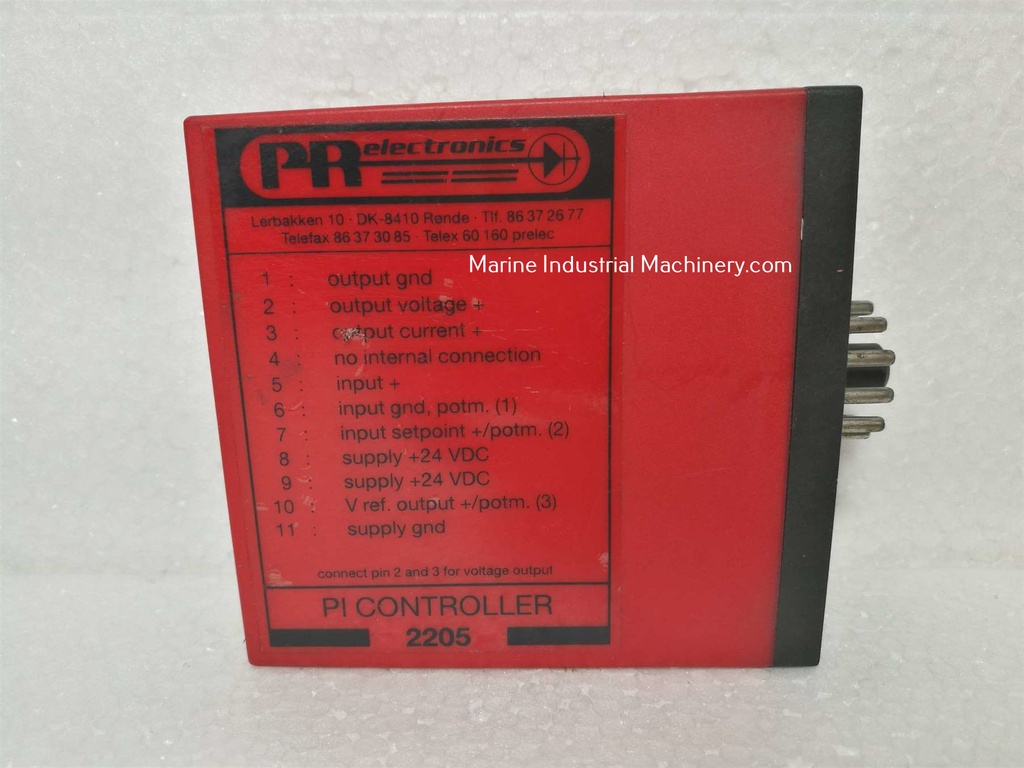 PR electronics
Lerbakken 10 · DK-8410 Rønde · Tlf. 86 37 26 77
Telefax 86 37 30 85 · Telex 60 160 prelec
Marine Industrial Machinery.com
1 : output gnd
2 : output voltage +
3 : output current +
4 : no internal connection
5 : input +
6 : input gnd, potm. (1)
7 : input setpoint +/potm. (2)
8 : supply +24 VDC
9 : supply +24 VDC
10 : V ref. output +/potm. (3)
11 : supply gnd
connect pin 2 and 3 for voltage output
PI CONTROLLER
2205